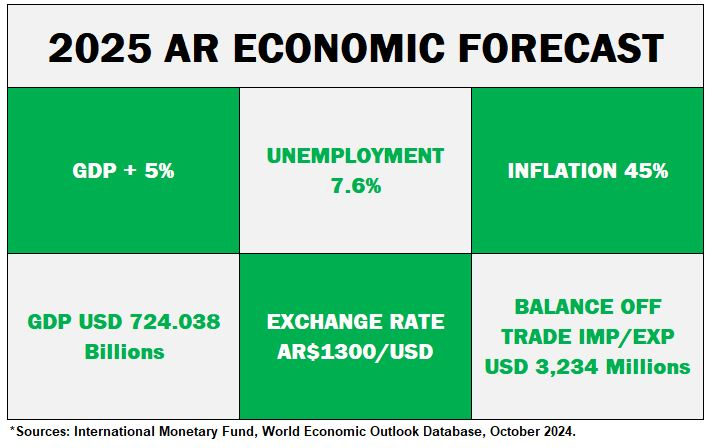 2025 AR ECONOMIC FORECAST
GDP + 5%
UNEMPLOYMENT
7.6%
INFLATION 45%
GDP USD 724.038
Billions
EXCHANGE RATE
AR$1300/USD
BALANCE OFF
TRADE IMP/EXP
USD 3,234 Millions
*Sources: International Monetary Fund, World Economic Outlook Database, October 2024.